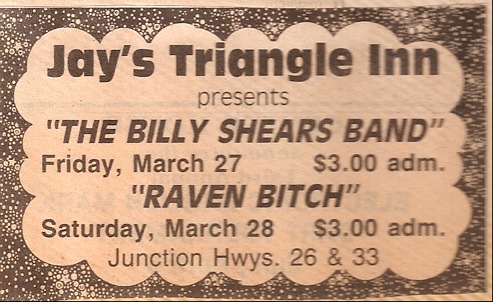 Jay's Triangle Inn
presents
"THE BILLY SHEARS BAND"
Friday, March 27 $3.00 adm.
"RAVEN BITCH"
Saturday, March 28 $3.00 adm.
Junction Hwys. 26 & 33